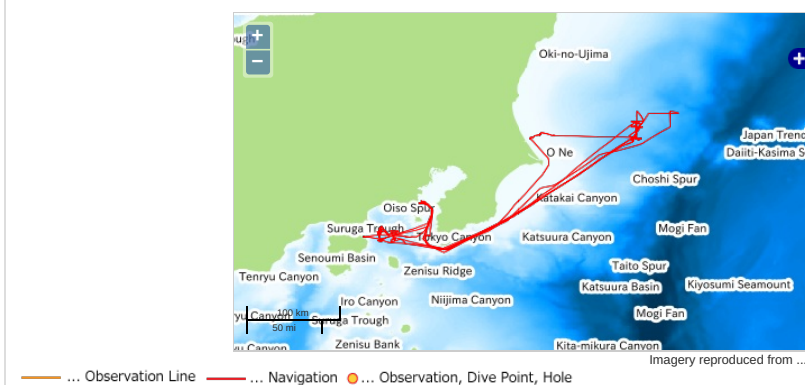 +
−
Oki-no-Ujima
Japan Tren
Daiiti-Kasima S
O Ne
Choshi Spur
Katakai Canyon
Oiso Spur
Suruga Trough
Tokyo Canyon
Katsuura Canyon
Mogi Fan
Senoumi Basin
Zenisu Ridge
Taito Spur
Tenryu Canyon
Katsuura Basin
Kiyosumi Seamount
Iro Canyon
Niijima Canyon
100 km
Mogi Fan
Suruga Trough
50 mi
Zenisu Bank
Kita-mikura Canyon
Imagery reproduced from ...
... Observation Line
... Navigation
... Observation, Dive Point, Hole